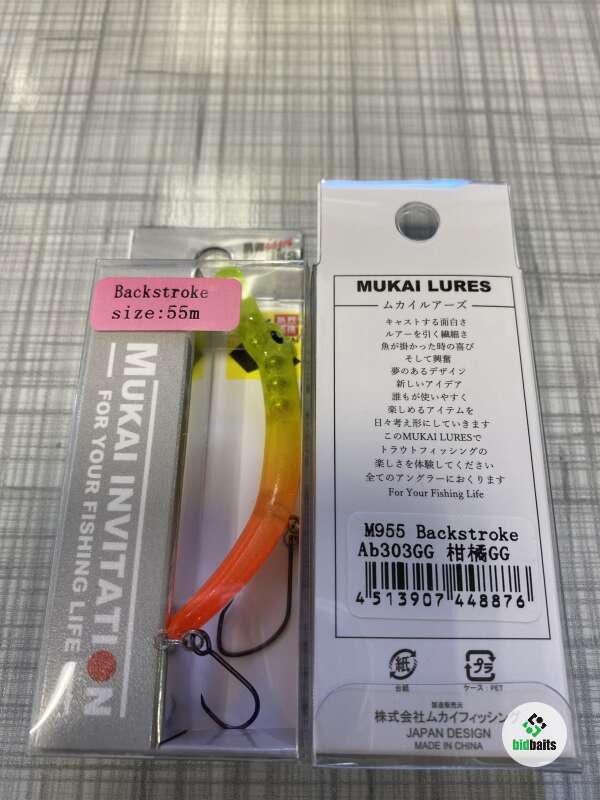 Backstroke
size:55m
MUKAI INVITATION
FOR YOUR FISHING LIFE
MUKAI LURES
ムカイルアーズ
キャストする面白さ
ルアーを引く繊細さ
魚が掛かった時の喜び
そして興奮
夢のあるデザイン
新しいアイデア
誰もが使いやすく
楽しめるアイテムを
日々考え形にしていきます
このMUKAI LURESで
トラウトフィッシングの
楽しさを体験してください
全てのアングラーにおくります
For Your Fishing Life
M955 Backstroke
Ab303GG 柑橘GG
4 513907 448876
紙
台紙
プラ
ケース・PET
製造販売元
株式会社ムカイフィッシング
JAPAN DESIGN
MADE IN CHINA
bidbaits